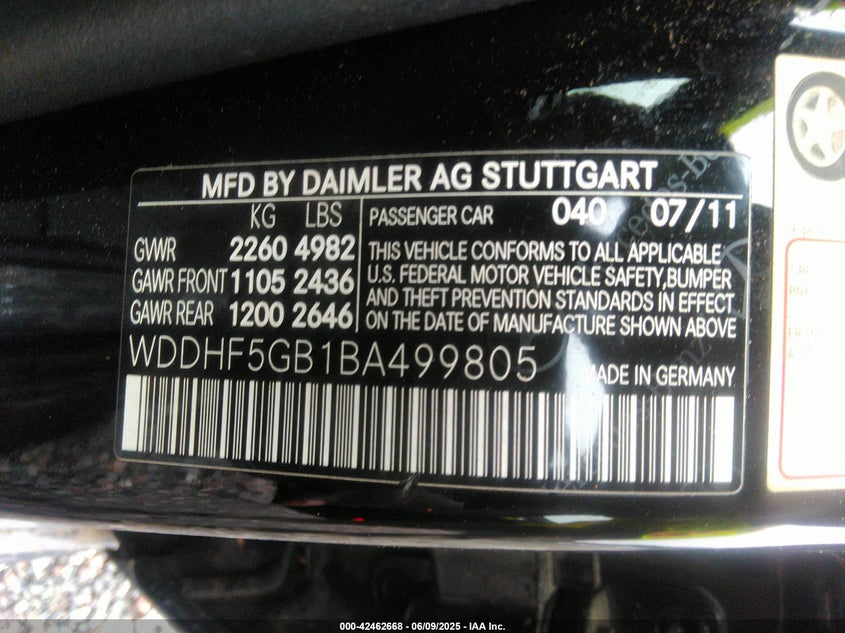 MFD BY DAIMLER AG STUTTGART
KG LBS
GVWR 2260 4982
GAWR FRONT 1105 2436
GAWR REAR 1200 2646
PASSENGER CAR 040 07/11
THIS VEHICLE CONFORMS TO ALL APPLICABLE
U.S. FEDERAL MOTOR VEHICLE SAFETY,BUMPER
AND THEFT PREVENTION STANDARDS IN EFFECT
ON THE DATE OF MANUFACTURE SHOWN ABOVE
WDDHF5GB1BA499805
MADE IN GERMANY
000-42462668 - 06/09/2025 - IAA Inc.